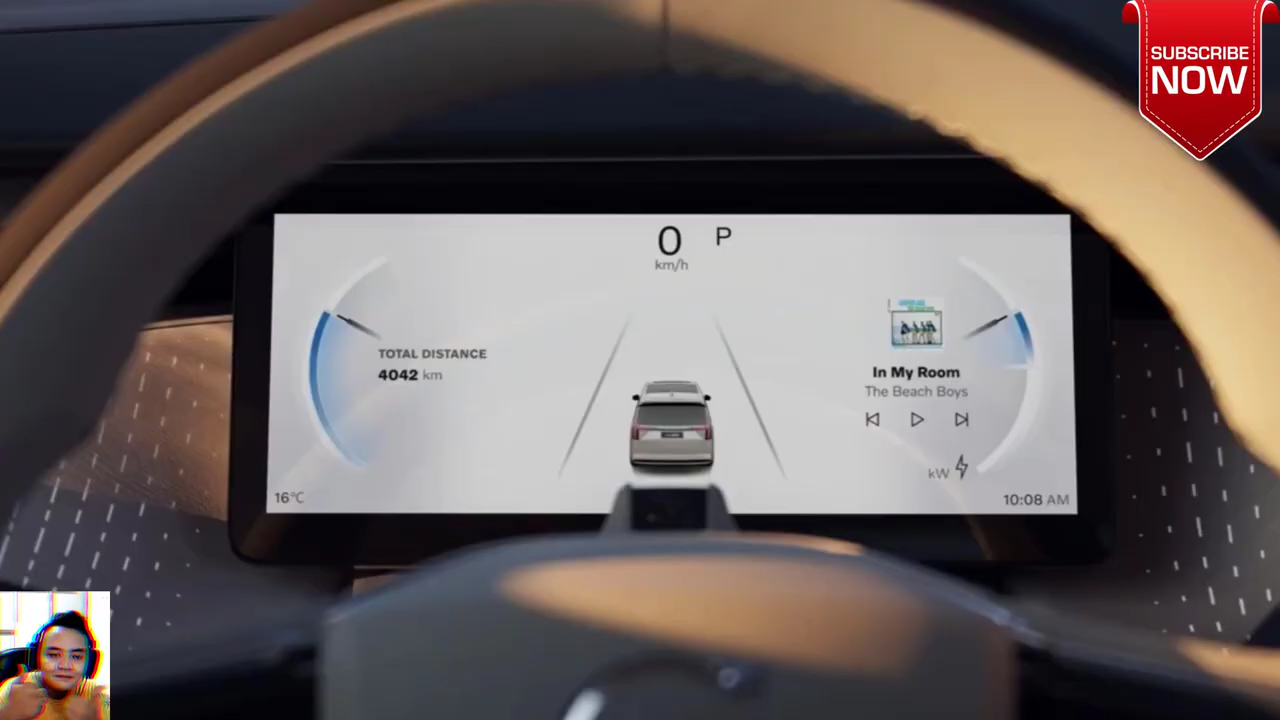 SUBSCRIBE
NOW
0 P
km/h
TOTAL DISTANCE
4042 km
In My Room
The Beach Boys
kW
16°C
10:08 AM